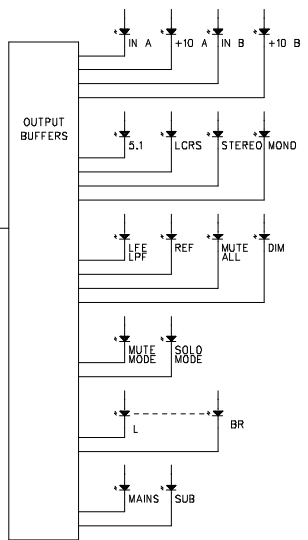 IN A +10 A IN B +10 B
OUTPUT
BUFFERS
5.1 LCRS STEREO MONO
LFE
LPF
REF
MUTE
ALL
DIM
MUTE
MODE
SOLO
MODE
L BR
MAINS SUB